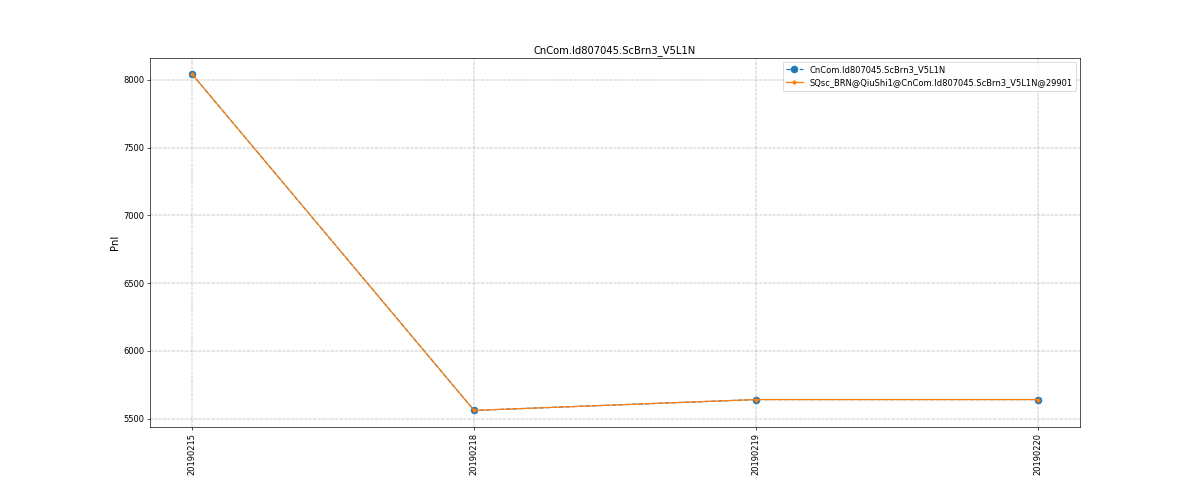 CnCom.Id807045.ScBrn3_V5L1N
CnCom.Id807045.ScBrn3_V5L1N
SQsc_BRN@QiuShi1@CnCom.Id807045.ScBrn3_V5L1N@29901
8000
7500
7000
6500
6000
5500
Pnl
20190215
20190218
20190219
20190220